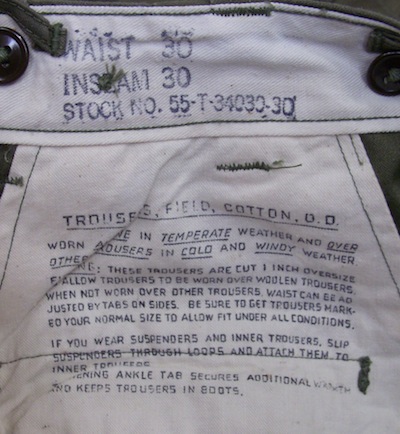 WAIST 30
INSEAM 30
STOCK NO. 55-T-34030-30
TROUSERS, FIELD, COTTON, O.D.
WORN IN TEMPERATE WEATHER AND OVER
OTHER TROUSERS IN COLD AND WINDY WEATHER
THESE TROUSERS ARE CUT 1 INCH OVERSIZE
ALLOW TROUSERS TO BE WORN OVER WOOLEN TROUSERS.
WHEN NOT WORN OVER OTHER TROUSERS, WAIST CAN BE AD
JUSTED BY TABS ON SIDES. BE SURE TO GET TROUSERS MARK-
ED YOUR NORMAL SIZE TO ALLOW FIT UNDER ALL CONDITIONS.
IF YOU WEAR SUSPENDERS AND INNER TROUSERS, SLIP
SUSPENDERS THROUGH LOOPS AND ATTACH THEM TO
INNER TROUSERS.
ANKLE TAB SECURES ADDITIONAL WARMTH
AND KEEPS TROUSERS IN BOOTS.